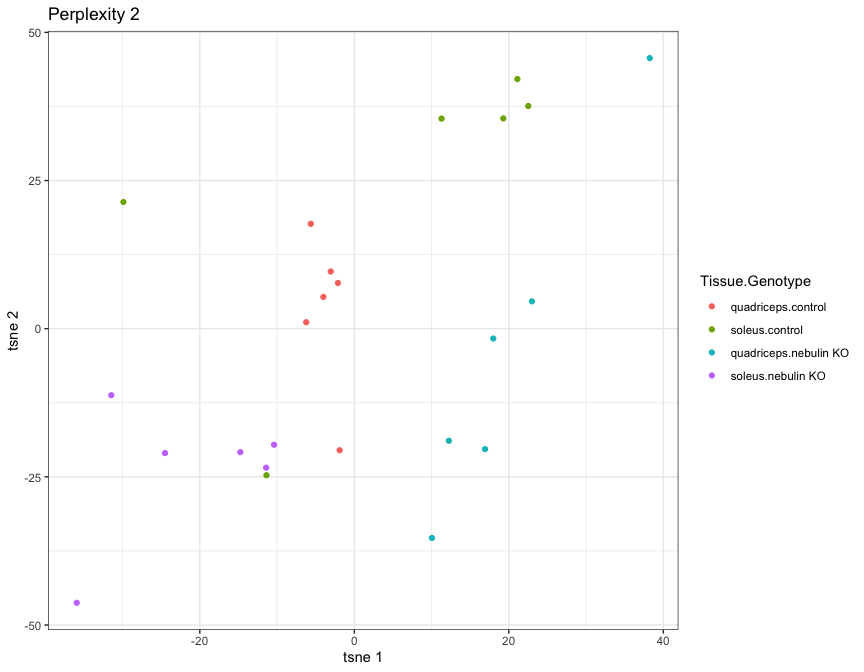 Perplexity 2
50
25
0
-25
-50
-20
0
20
40
tsne 1
tsne 2
Tissue.Genotype
quadriceps.control
soleus.control
quadriceps.nebulin KO
soleus.nebulin KO